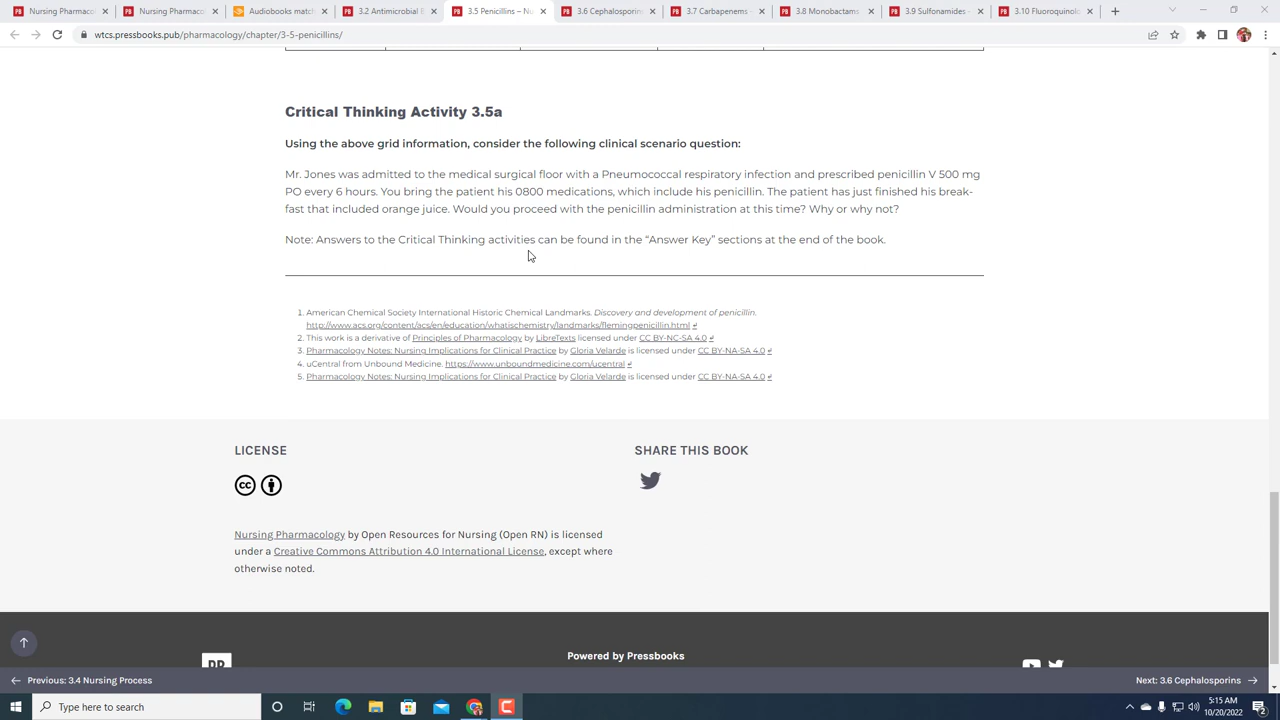 Nursing Pharmacol
Nursing Pharmaco
Audiobooks match
3.2 Antimicrobial
3.5 Penicillins – Nu
3.6 Cephalosporin
3.7 Carbapenems –
3.8 Monobactams
3.9 Sulfonamides –
3.10 Fluoroquinol
wtcs.pressbooks.pub/pharmacology/chapter/3-5-penicillins/
Critical Thinking Activity 3.5a
Using the above grid information, consider the following clinical scenario question:
Mr. Jones was admitted to the medical surgical floor with a Pneumococcal respiratory infection and prescribed penicillin V 500 mg
PO every 6 hours. You bring the patient his 0800 medications, which include his penicillin. The patient has just finished his break-
fast that included orange juice. Would you proceed with the penicillin administration at this time? Why or why not?
Note: Answers to the Critical Thinking activities can be found in the “Answer Key” sections at the end of the book.
1. American Chemical Society International Historic Chemical Landmarks. Discovery and development of penicillin.
http://www.acs.org/content/acs/en/education/whatischemistry/landmarks/flemingpenicillin.html ↲
2. This work is a derivative of Principles of Pharmacology by LibreTexts licensed under CC BY-NC-SA 4.0 ↲
3. Pharmacology Notes: Nursing Implications for Clinical Practice by Gloria Velarde is licensed under CC BY-NA-SA 4.0 ↲
4. uCentral from Unbound Medicine. https://www.unboundmedicine.com/ucentral ↲
5. Pharmacology Notes: Nursing Implications for Clinical Practice by Gloria Velarde is licensed under CC BY-NA-SA 4.0 ↲
LICENSE
SHARE THIS BOOK
cc
Nursing Pharmacology by Open Resources for Nursing (Open RN) is licensed
under a Creative Commons Attribution 4.0 International License, except where
otherwise noted.
Powered by Pressbooks
← Previous: 3.4 Nursing Process
Next: 3.6 Cephalosporins →
Type here to search
5:15 AM
10/20/2022
2